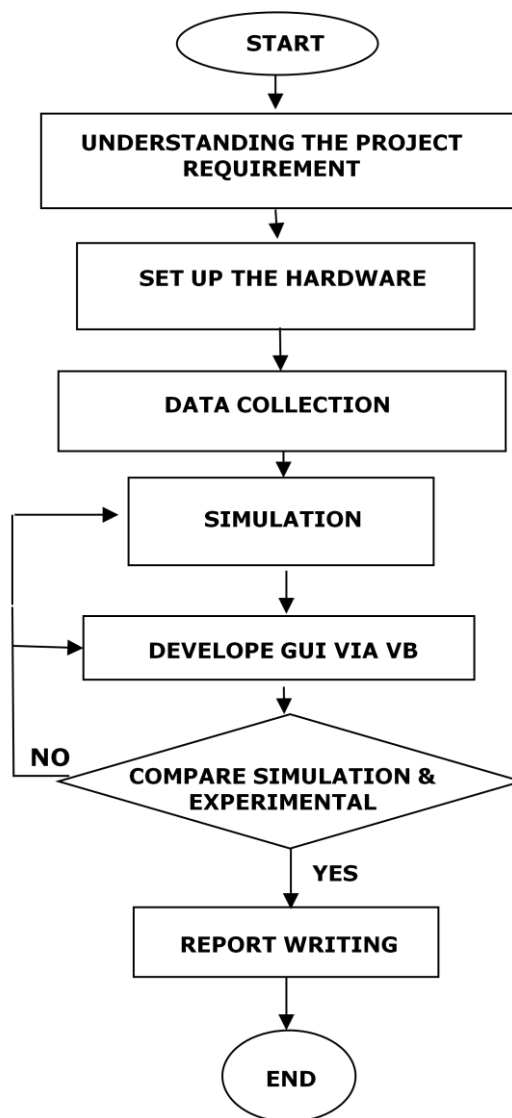 START
UNDERSTANDING THE PROJECT
REQUIREMENT
SET UP THE HARDWARE
DATA COLLECTION
SIMULATION
DEVELOPE GUI VIA VB
NO
COMPARE SIMULATION &
EXPERIMENTAL
YES
REPORT WRITING
END